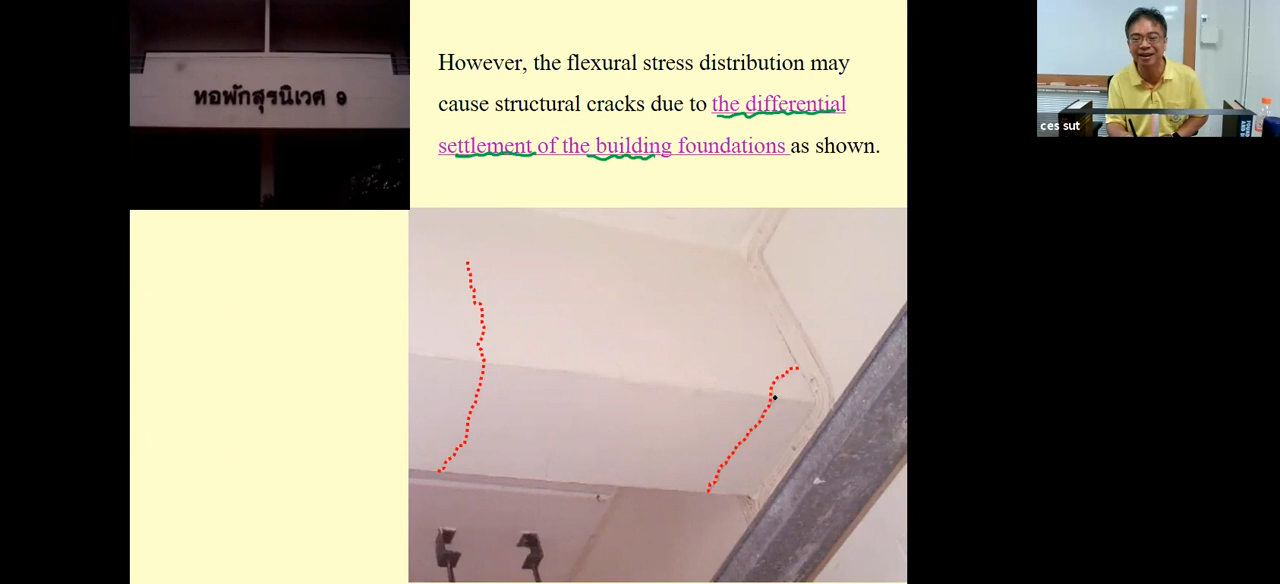 หอพักสุรนิเวศ ๑
However, the flexural stress distribution may
cause structural cracks due to the differential
settlement of the building foundations as shown.
ces sut